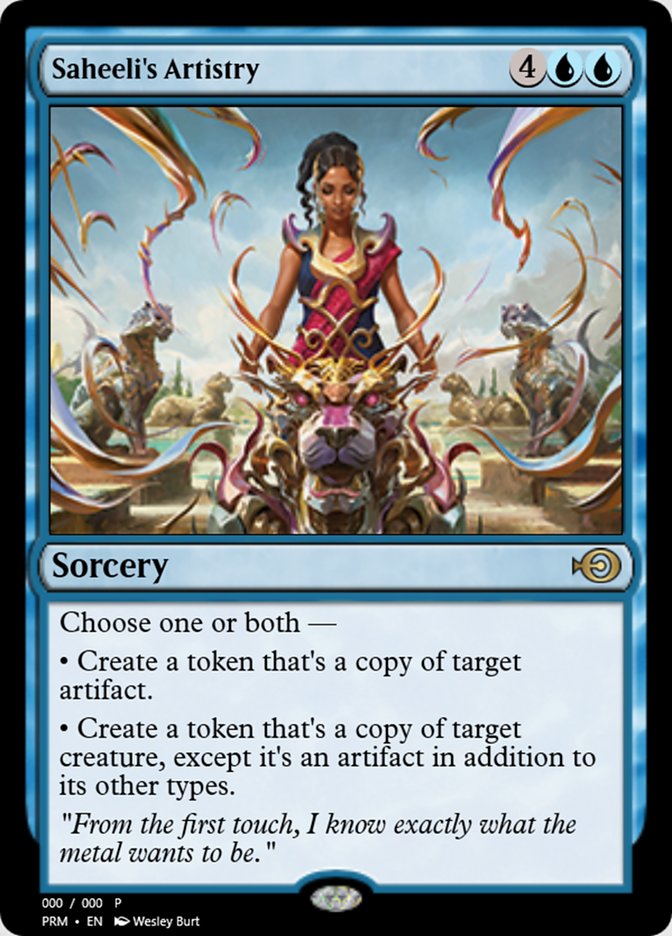 Saheeli's Artistry
4
Sorcery
Choose one or both —
• Create a token that's a copy of target
artifact.
• Create a token that's a copy of target
creature, except it's an artifact in addition to
its other types.
"From the first touch, I know exactly what the
metal wants to be."
000 / 000 P
PRM • EN Wesley Burt